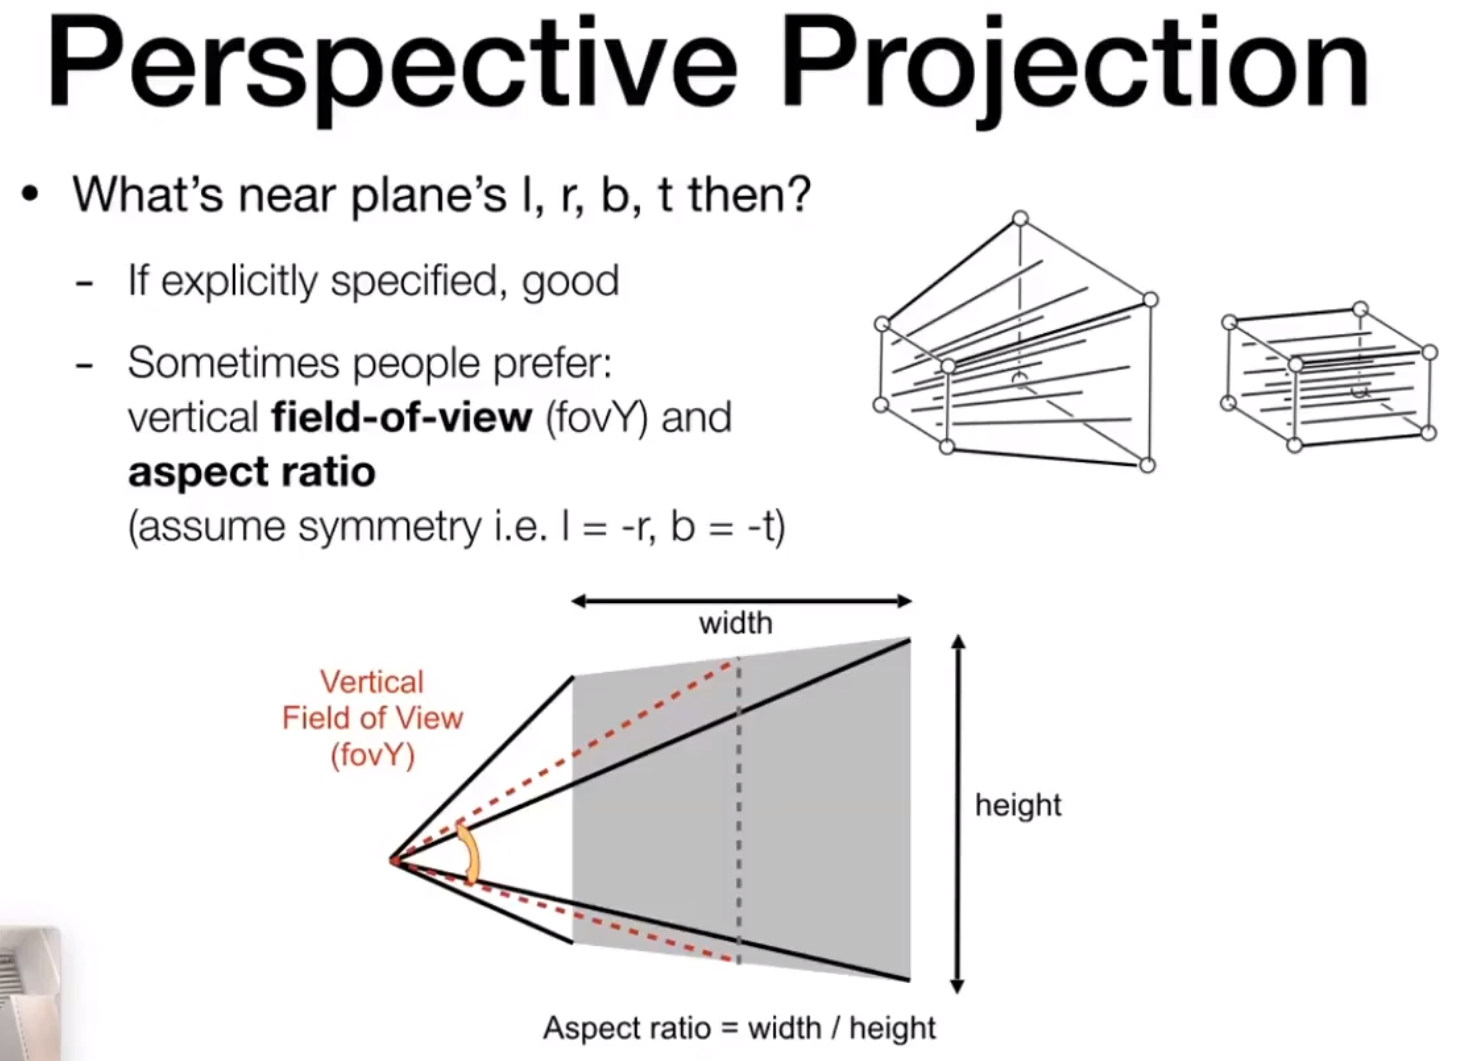 Perspective Projection
• What's near plane's l, r, b, t then?
- If explicitly specified, good
- Sometimes people prefer:
vertical field-of-view (fovY) and
aspect ratio
(assume symmetry i.e. l = -r, b = -t)
width
Vertical
Field of View
(fovY)
height
Aspect ratio = width / height